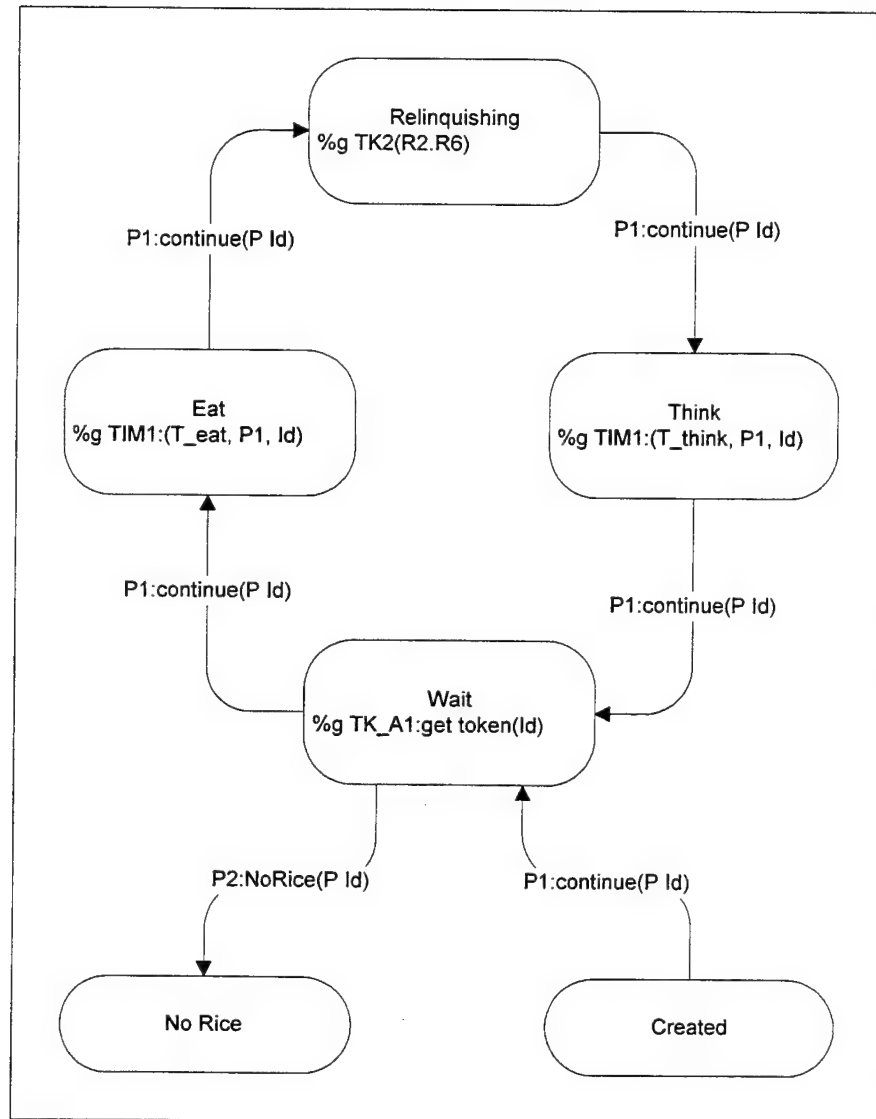 Relinquishing
%g TK2(R2.R6)
P1:continue(P Id)
P1:continue(P Id)
Eat
%g TIM1:(T_eat, P1, Id)
Think
%g TIM1:(T_think, P1, Id)
P1:continue(P Id)
P1:continue(P Id)
Wait
%g TK_A1:get token(Id)
P2:NoRice(P Id)
P1:continue(P Id)
No Rice
Created